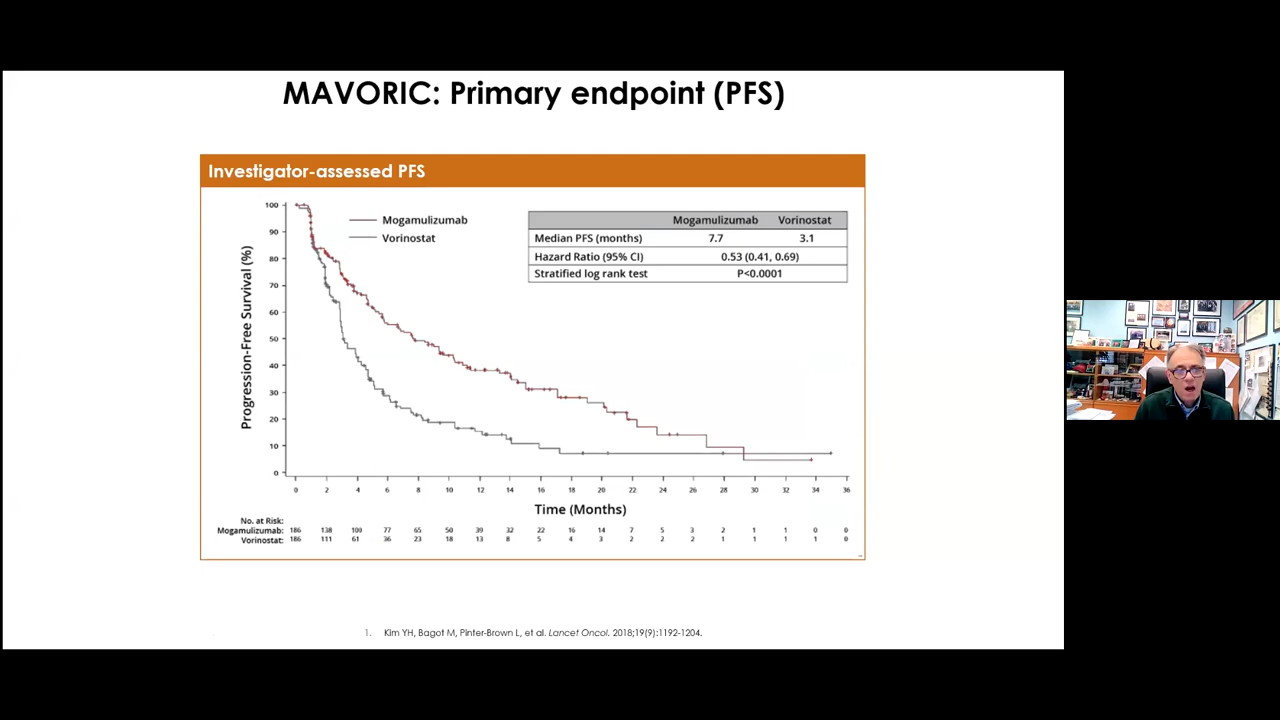 MAVORIC: Primary endpoint (PFS)
Investigator-assessed PFS
Mogamulizumab
Vorinostat
Mogamulizumab Vorinostat
Median PFS (months) 7.7 3.1
Hazard Ratio (95% CI) 0.53 (0.41, 0.69)
Stratified log rank test P<0.0001
Progression-Free Survival (%)
100
90
80
70
60
50
40
30
20
10
0
0 2 4 6 8 10 12 14 16 18 20 22 24 26 28 30 32 34 36
Time (Months)
No. at Risk:
Mogamulizumab: 186 138 100 77 65 50 39 32 22 16 14 7 5 3 2 1 1 0 0
Vorinostat: 186 111 61 36 23 18 13 8 5 4 3 2 2 2 1 1 1 1 0
1. Kim YH, Bagot M, Pinter-Brown L, et al. Lancet Oncol. 2018;19(9):1192-1204.